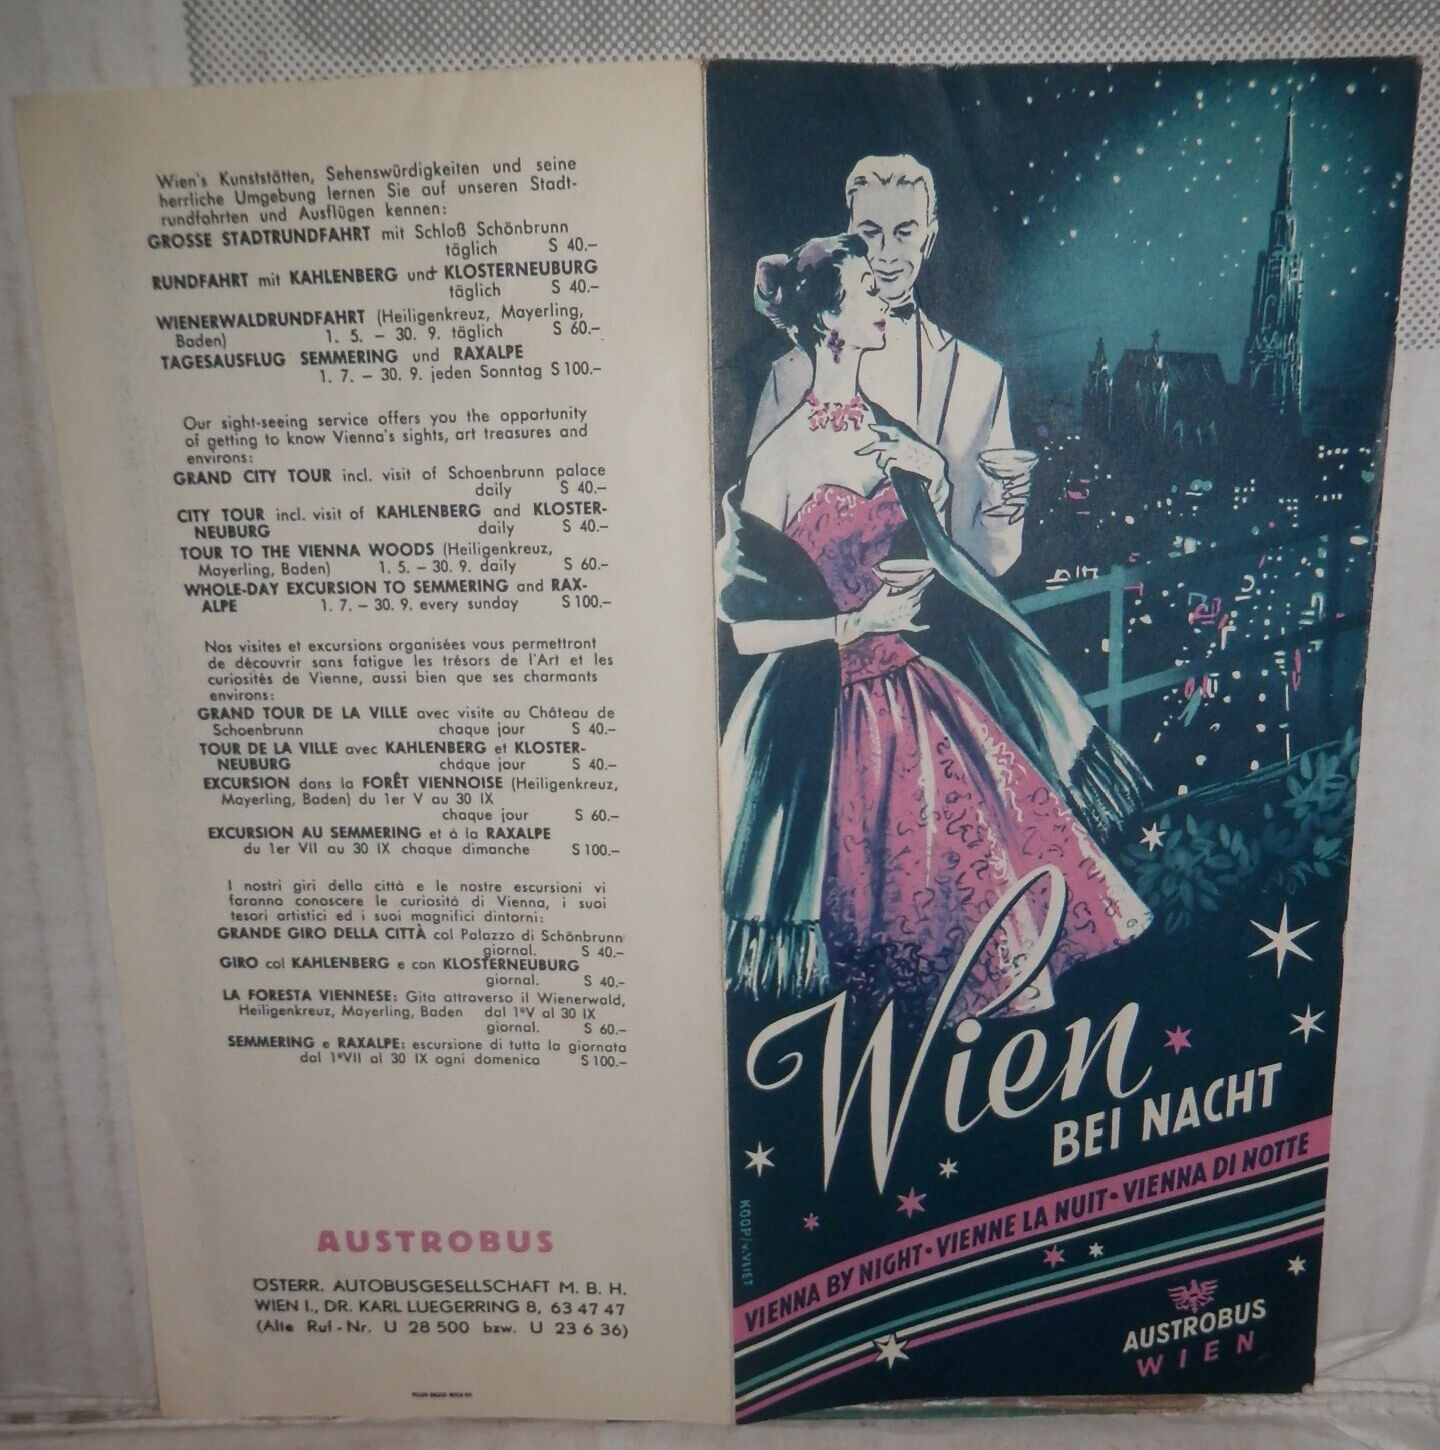 Wien's Kunststätten, Sehenswürdigkeiten und seine
herrliche Umgebung lernen Sie auf unseren Stadt-
rundfahrten und Ausflügen kennen:
GROSSE STADTRUNDFAHRT mit Schloß Schönbrunn
täglich S 40.–
RUNDFAHRT mit KAHLENBERG und KLOSTERNEUBURG
täglich S 40.–
WIENERWALDRUNDFAHRT (Heiligenkreuz, Mayerling,
Baden) 1. 5. – 30. 9. täglich S 60.–
TAGESAUSFLUG SEMMERING und RAXALPE
1. 7. – 30. 9. jeden Sonntag S 100.–
Our sight-seeing service offers you the opportunity
of getting to know Vienna's sights, art treasures and
environs:
GRAND CITY TOUR incl. visit of Schoenbrunn palace
daily S 40.–
CITY TOUR incl. visit of KAHLENBERG and KLOSTER-
NEUBURG daily S 40.–
TOUR TO THE VIENNA WOODS (Heiligenkreuz,
Mayerling, Baden) 1. 5. – 30. 9. daily S 60.–
WHOLE-DAY EXCURSION TO SEMMERING and RAX-
ALPE 1. 7. – 30. 9. every sunday S 100.–
Nos visites et excursions organisées vous permettront
de découvrir sans fatigue les trésors de l'Art et les
curiosités de Vienne, aussi bien que ses charmants
environs:
GRAND TOUR DE LA VILLE avec visite au Château de
Schoenbrunn chaque jour S 40.–
TOUR DE LA VILLE avec KAHLENBERG et KLOSTER-
NEUBURG chaque jour S 40.–
EXCURSION dans la FORÊT VIENNOISE (Heiligenkreuz,
Mayerling, Baden) du 1er V au 30 IX
chaque jour S 60.–
EXCURSION AU SEMMERING et à la RAXALPE
du 1er VII au 30 IX chaque dimanche S 100.–
I nostri giri della città e le nostre escursioni vi
faranno conoscere le curiosità di Vienna, i suoi
tesori artistici ed i suoi magnifici dintorni:
GRANDE GIRO DELLA CITTÀ col Palazzo di Schönbrunn
giornal. S 40.–
GIRO col KAHLENBERG e con KLOSTERNEUBURG
giornal. S 40.–
LA FORESTA VIENNESE: Gita attraverso il Wienerwald,
Heiligenkreuz, Mayerling, Baden dal 1°V al 30 IX
giornal. S 60.–
SEMMERING e RAXALPE: escursione di tutta la giornata
dal 1°VII al 30 IX ogni domenica S 100.–
AUSTROBUS
ÖSTERR. AUTOBUSGESELLSCHAFT M. B. H.
WIEN I., DR. KARL LUEGERRING 8, 63 47 47
(Alte Ruf-Nr. U 28 500 bzw. U 23 6 36)
Wien
BEI NACHT
VIENNA BY NIGHT • VIENNE LA NUIT • VIENNA DI NOTTE
KOOP/v.VLIET
AUSTROBUS
WIEN